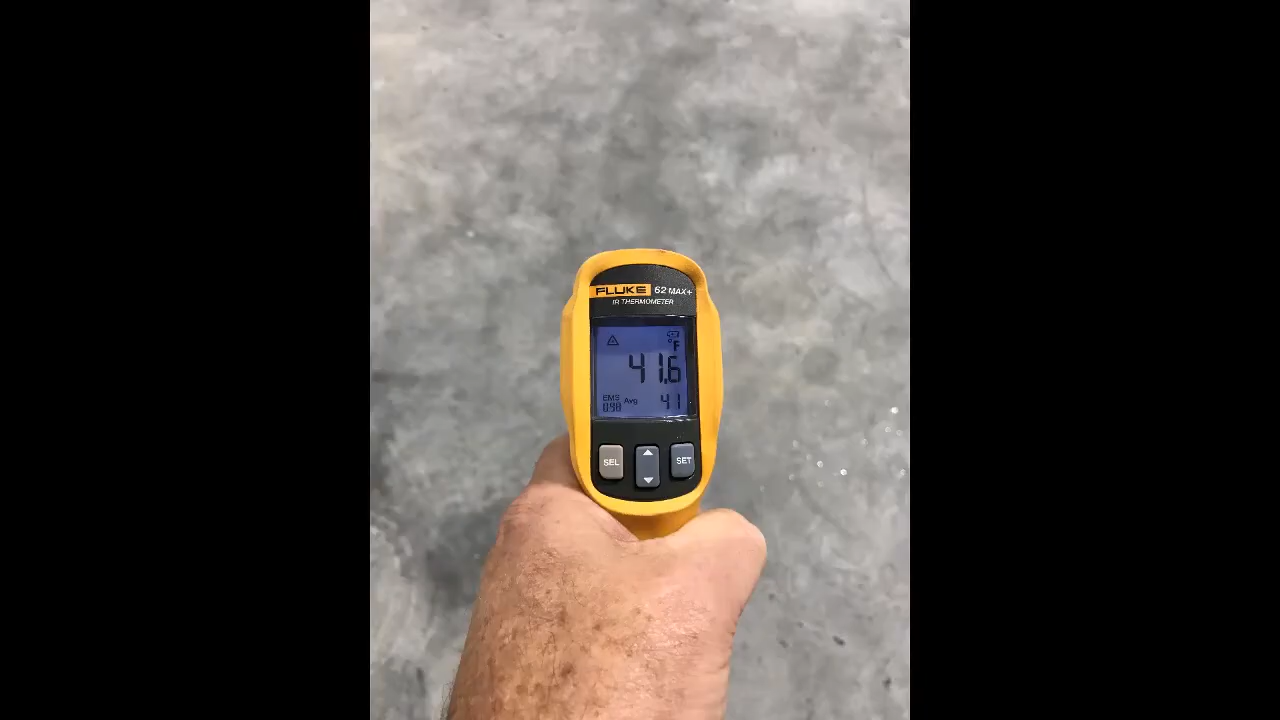 FLUKE 62 MAX+
IR THERMOMETER
°F
41.6
EMS Avg 41
0.98
SEL SET